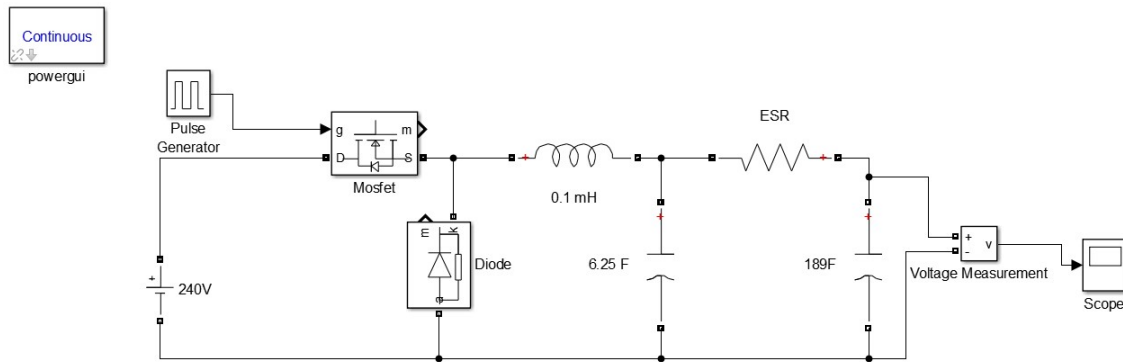 Continuous
powergui
Pulse
Generator
g
m
D
S
Mosfet
ESR
0.1 mH
m
k
a
Diode
+
240V
6.25 F
189F
+
-
v
Voltage Measurement
Scope